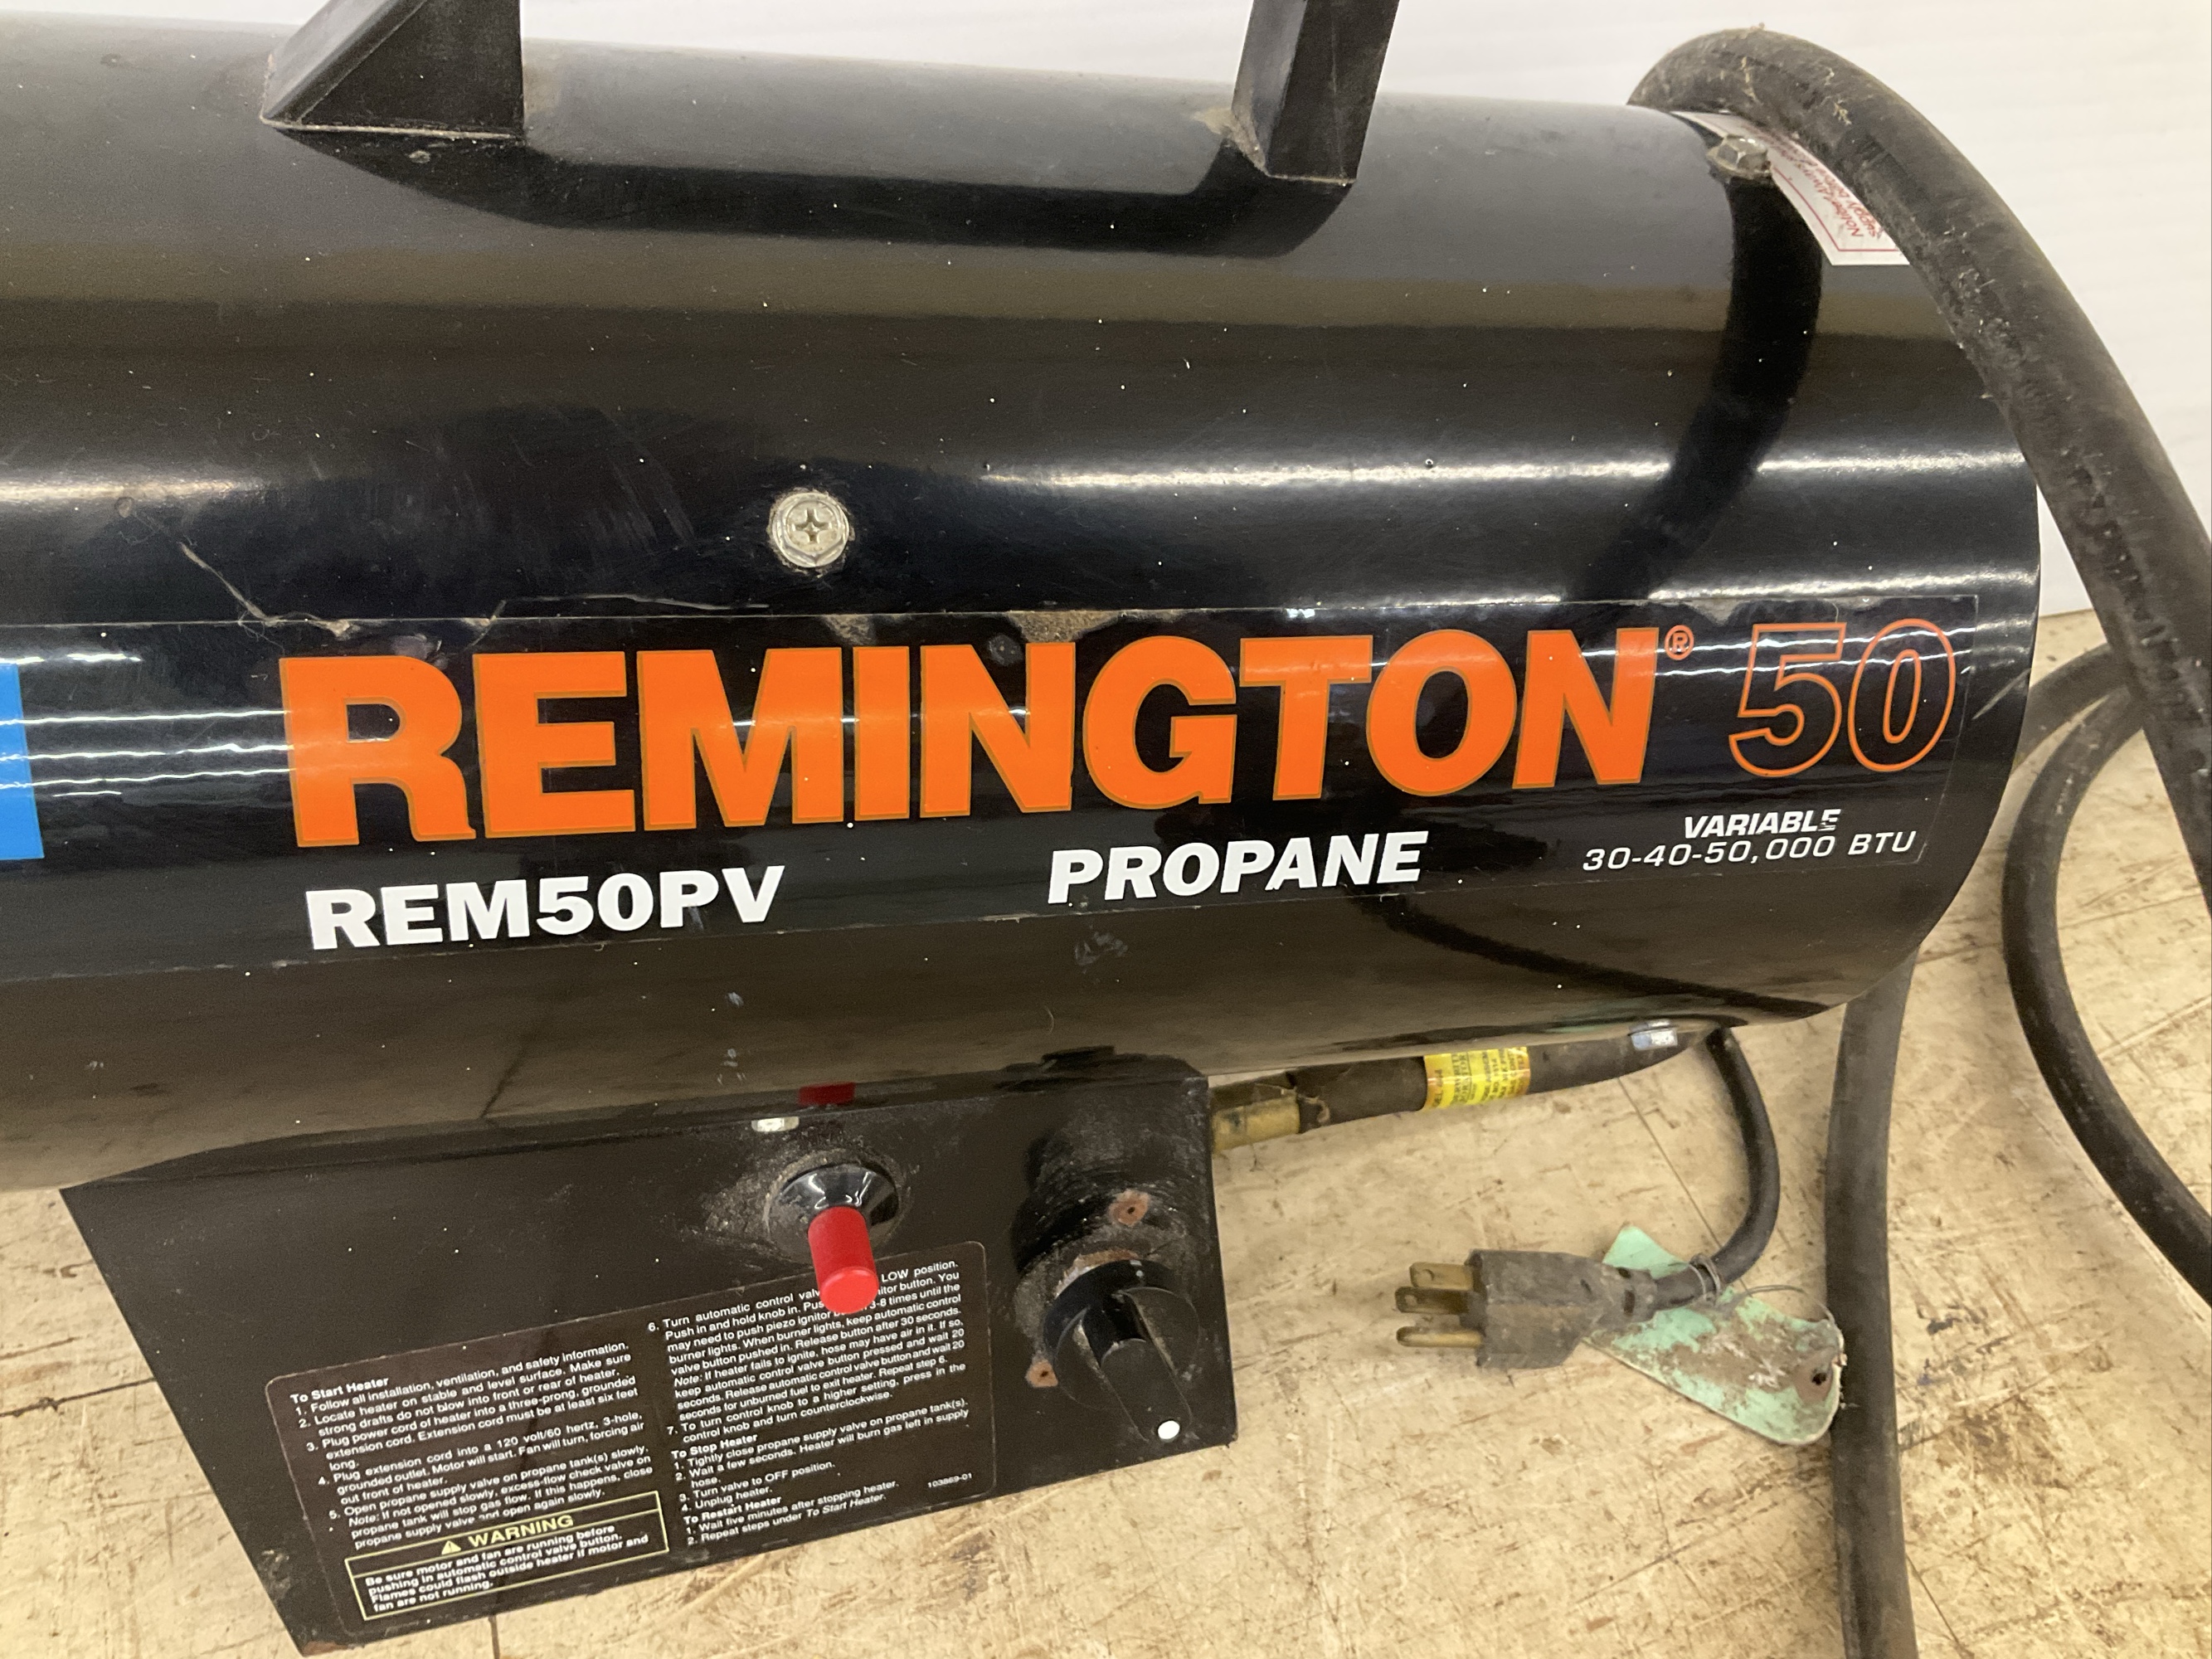 REMINGTON® 50
REM50PV
PROPANE
VARIABLE
30-40-50,000 BTU
To Start Heater
1. Follow all installation, ventilation, and safety information.
2. Locate heater on stable and level surface. Make sure
strong drafts do not blow into front or rear of heater.
3. Plug power cord of heater into a three-prong, grounded
extension cord. Extension cord must be at least six feet
long.
4. Plug extension cord into a 120 volt/60 hertz, 3-hole,
grounded outlet. Motor will start. Fan will turn, forcing air
out front of heater.
5. Open propane supply valve on propane tank(s) slowly.
Note: If not opened slowly, excess-flow check valve on
propane tank will stop gas flow. If this happens, close
propane supply valve and open again slowly.
WARNING
Be sure motor and fan are running before
pushing in automatic control valve button.
Flames could flash outside heater if motor and
fan are not running.
6. Turn automatic control LOW position.
Push in and hold knob in. button. You
may need to push piezo 3-8 times until the
burner lights. When burner lights, keep automatic control
valve button pushed in. Release button after 30 seconds.
Note: If heater fails to ignite, hose may have air in it. If so,
keep automatic control valve button pressed and wait 20
seconds. Release automatic control valve button and wait 20
seconds for unburned fuel to exit heater. Repeat step 6.
7. To turn control knob to a higher setting, press in the
control knob and turn counterclockwise.
To Stop Heater
1. Tightly close propane supply valve on propane tank(s).
2. Wait a few seconds. Heater will burn gas left in supply
hose.
3. Turn valve to OFF position.
4. Unplug heater.
To Restart Heater
1. Wait five minutes after stopping heater.
2. Repeat steps under To Start Heater.
103869-01